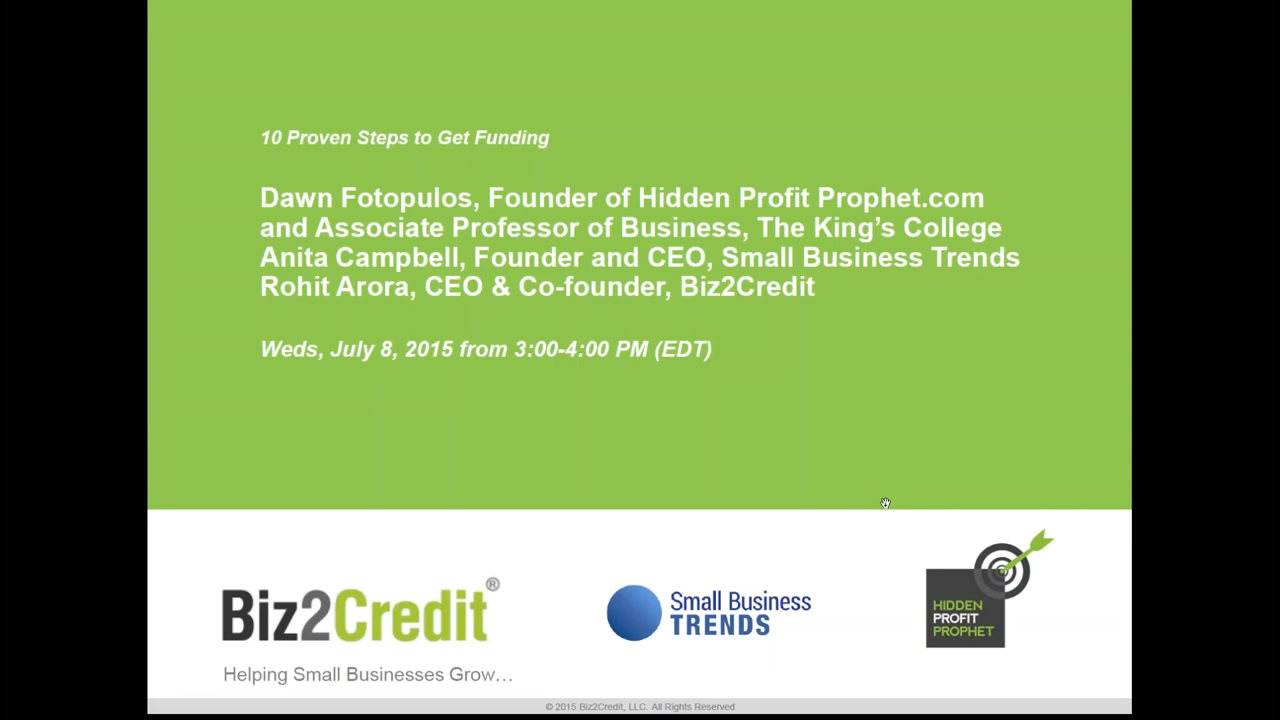 10 Proven Steps to Get Funding
Dawn Fotopulos, Founder of Hidden Profit Prophet.com
and Associate Professor of Business, The King’s College
Anita Campbell, Founder and CEO, Small Business Trends
Rohit Arora, CEO & Co-founder, Biz2Credit
Weds, July 8, 2015 from 3:00-4:00 PM (EDT)
Biz2Credit®
Helping Small Businesses Grow…
Small Business
TRENDS
HIDDEN
PROFIT
PROPHET
© 2015 Biz2Credit, LLC. All Rights Reserved